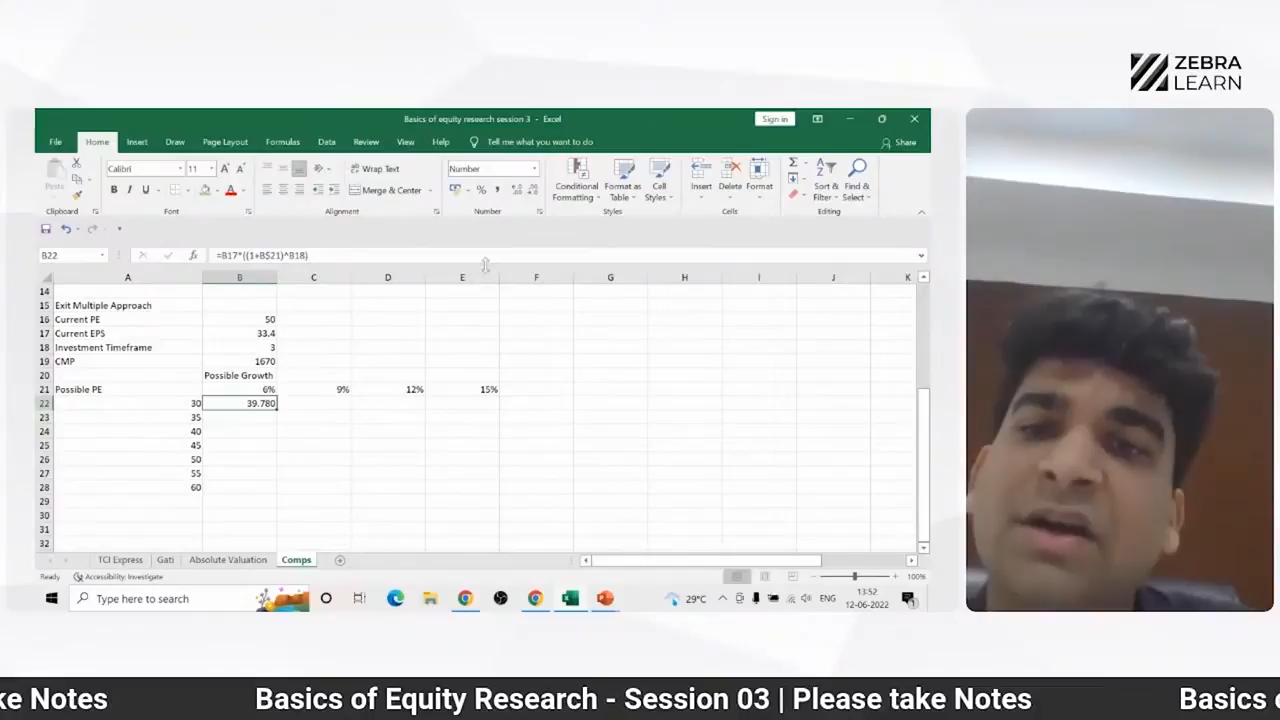 ZEBRA
LEARN
Basics of equity research session 3 - Excel
Sign in
File Home Insert Draw Page Layout Formulas Data Review View Help Tell me what you want to do
Share
Calibri 11 Wrap Text Number
Paste B I U A Merge & Center % Conditional Formatting Format as Table Cell Styles Insert Delete Format Sort & Filter Find & Select
Clipboard Font Alignment Number Styles Cells Editing
B22 fx =B17*((1+B$21)^B18)
A B C D E F G H I J K
14
15 Exit Multiple Approach
16 Current PE 50
17 Current EPS 33.4
18 Investment Timeframe 3
19 CMP 1670
20 Possible Growth
21 Possible PE 6% 9% 12% 15%
22 30 39.780
23 35
24 40
25 45
26 50
27 55
28 60
29
30
31
32
TCI Express Gati Absolute Valuation Comps
Ready Accessibility: Investigate 100%
Type here to search 29°C ENG 13:52
12-06-2022
ke Notes Basics of Equity Research - Session 03 | Please take Notes Basics